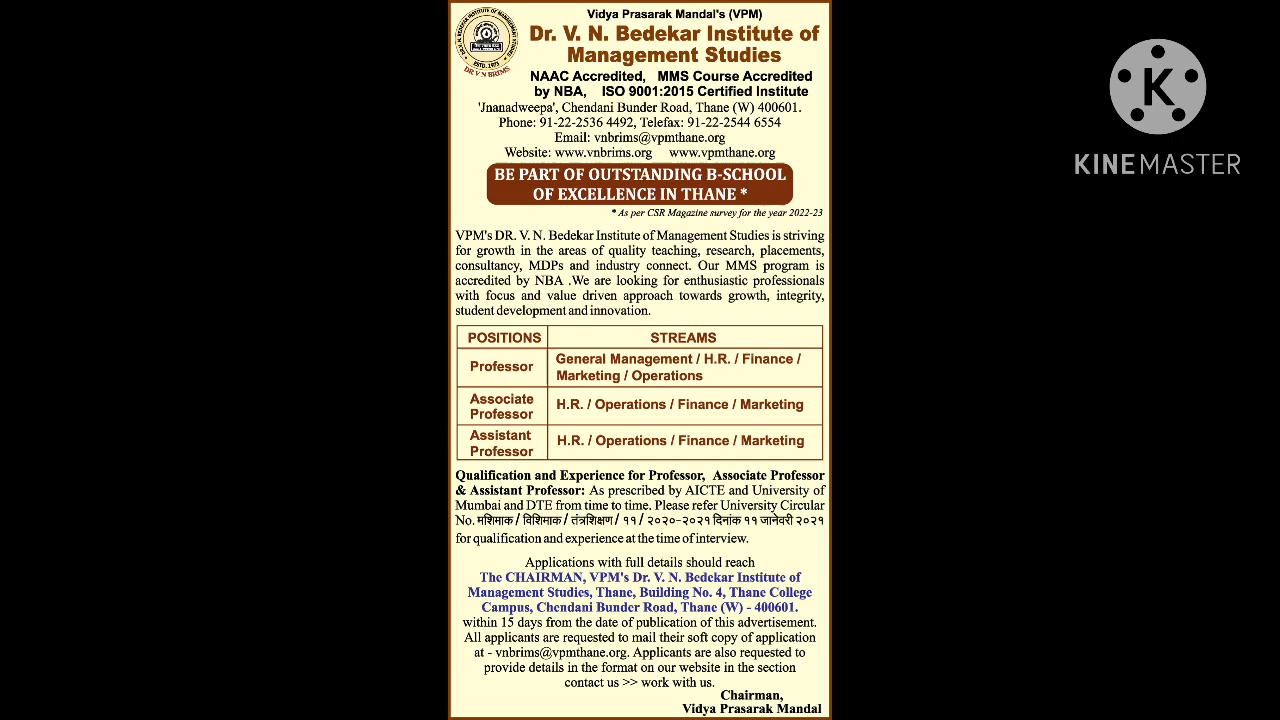 Vidya Prasarak Mandal's (VPM)
Dr. V. N. Bedekar Institute of
Management Studies
NAAC Accredited, MMS Course Accredited
by NBA, ISO 9001:2015 Certified Institute
'Jnanadweepa', Chendani Bunder Road, Thane (W) 400601.
Phone: 91-22-2536 4492, Telefax: 91-22-2544 6554
Email: vnbrims@vpmthane.org
Website: www.vnbrims.org www.vpmthane.org
ESTD. 1973
DR V N BRIMS
BE PART OF OUTSTANDING B-SCHOOL
OF EXCELLENCE IN THANE *
* As per CSR Magazine survey for the year 2022-23
VPM's DR. V. N. Bedekar Institute of Management Studies is striving
for growth in the areas of quality teaching, research, placements,
consultancy, MDPs and industry connect. Our MMS program is
accredited by NBA .We are looking for enthusiastic professionals
with focus and value driven approach towards growth, integrity,
student development and innovation.
POSITIONS STREAMS
Professor General Management / H.R. / Finance /
Marketing / Operations
Associate
Professor H.R. / Operations / Finance / Marketing
Assistant
Professor H.R. / Operations / Finance / Marketing
Qualification and Experience for Professor, Associate Professor
& Assistant Professor: As prescribed by AICTE and University of
Mumbai and DTE from time to time. Please refer University Circular
No. मशिमाक / विशिमाक / तंत्रशिक्षण / ११ / २०२०-२०२१ दिनांक ११ जानेवरी २०२१
for qualification and experience at the time of interview.
Applications with full details should reach
The CHAIRMAN, VPM's Dr. V. N. Bedekar Institute of
Management Studies, Thane, Building No. 4, Thane College
Campus, Chendani Bunder Road, Thane (W) - 400601.
within 15 days from the date of publication of this advertisement.
All applicants are requested to mail their soft copy of application
at - vnbrims@vpmthane.org. Applicants are also requested to
provide details in the format on our website in the section
contact us >> work with us.
Chairman,
Vidya Prasarak Mandal
K
KINEMASTER